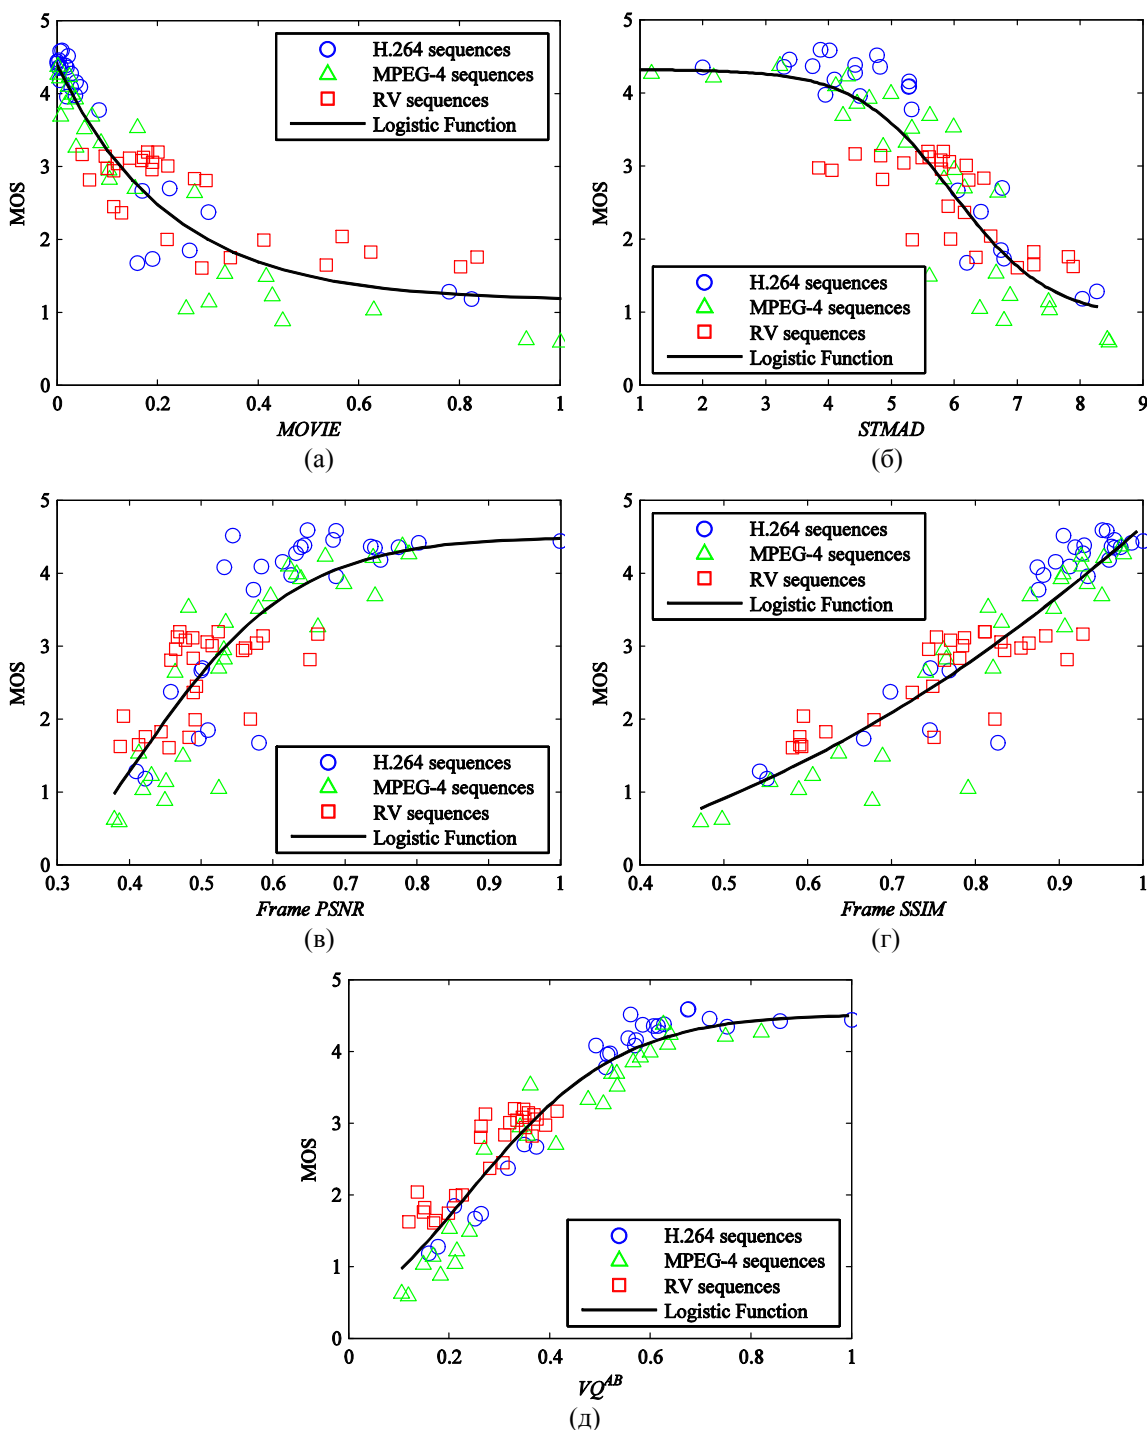 5
4
3
2
1
0
MOS
H.264 sequences
MPEG-4 sequences
RV sequences
Logistic Function
0 0.2 0.4 0.6 0.8 1
MOVIE
(а)
5
4
3
2
1
0
MOS
H.264 sequences
MPEG-4 sequences
RV sequences
Logistic Function
1 2 3 4 5 6 7 8 9
STMAD
(б)
5
4
3
2
1
0
MOS
H.264 sequences
MPEG-4 sequences
RV sequences
Logistic Function
0.3 0.4 0.5 0.6 0.7 0.8 0.9 1
Frame PSNR
(в)
5
4
3
2
1
0
MOS
H.264 sequences
MPEG-4 sequences
RV sequences
Logistic Function
0.4 0.5 0.6 0.7 0.8 0.9 1
Frame SSIM
(г)
5
4
3
2
1
0
MOS
H.264 sequences
MPEG-4 sequences
RV sequences
Logistic Function
0 0.2 0.4 0.6 0.8 1
VQ^AB
(д)